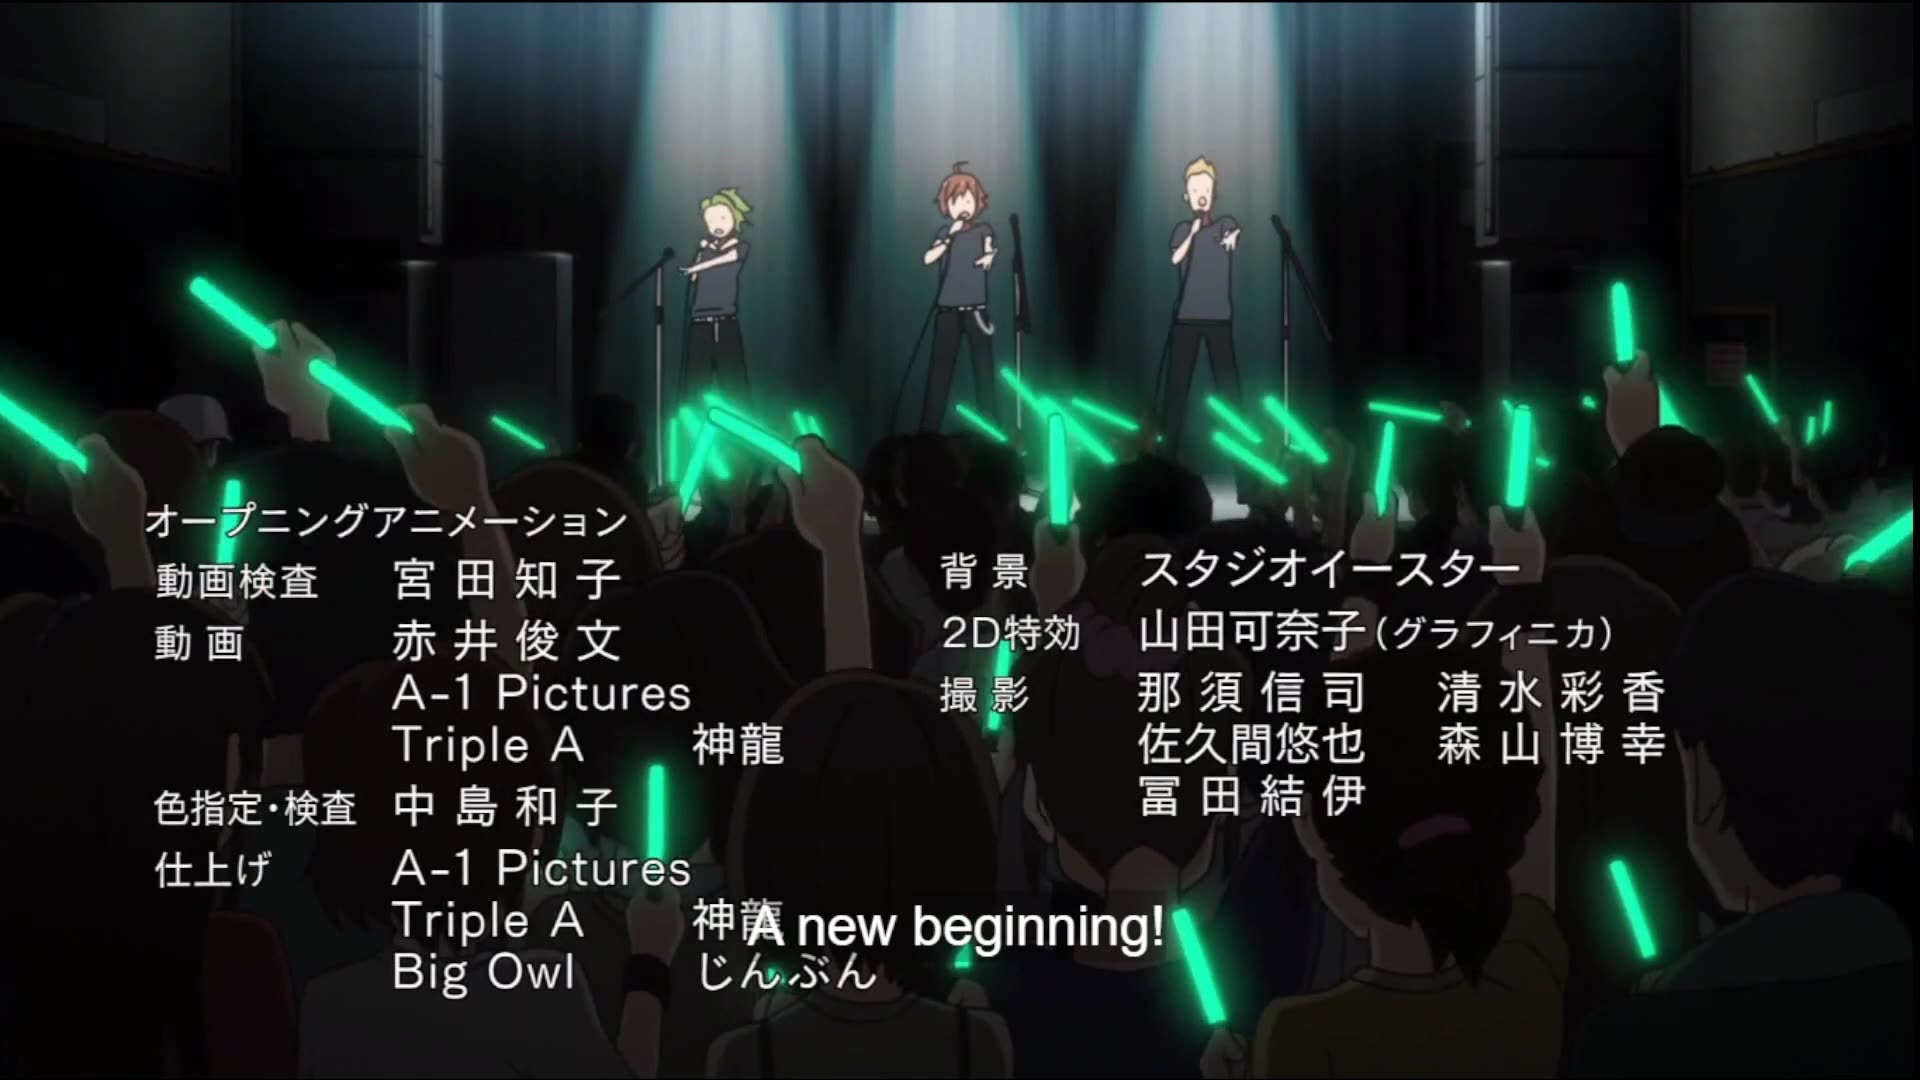 オープニングアニメーション
動画検査 宮田知子
動画 赤井俊文
A-1 Pictures
Triple A 神龍
色指定・検査 中島和子
仕上げ A-1 Pictures
Triple A 神龍
Big Owl じんぶん
背景 スタジオイースター
2D特効 山田可奈子(グラフィニカ)
撮影 那須信司 清水彩香
佐久間悠也 森山博幸
冨田結伊
A new beginning!